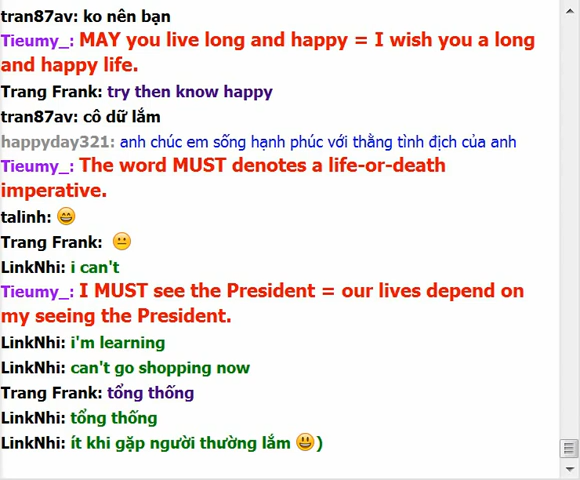 tran87av: ko nên bạn
Tieumy_: MAY you live long and happy = I wish you a long
and happy life.
Trang Frank: try then know happy
tran87av: cô dữ lắm
happyday321: anh chúc em sống hạnh phúc với thằng tình địch của anh
Tieumy_: The word MUST denotes a life-or-death
imperative.
talinh: 😄
Trang Frank: 😐
LinkNhi: i can't
Tieumy_: I MUST see the President = our lives depend on
my seeing the President.
LinkNhi: i'm learning
LinkNhi: can't go shopping now
Trang Frank: tổng thống
LinkNhi: tổng thống
LinkNhi: ít khi gặp người thường lắm 😃)